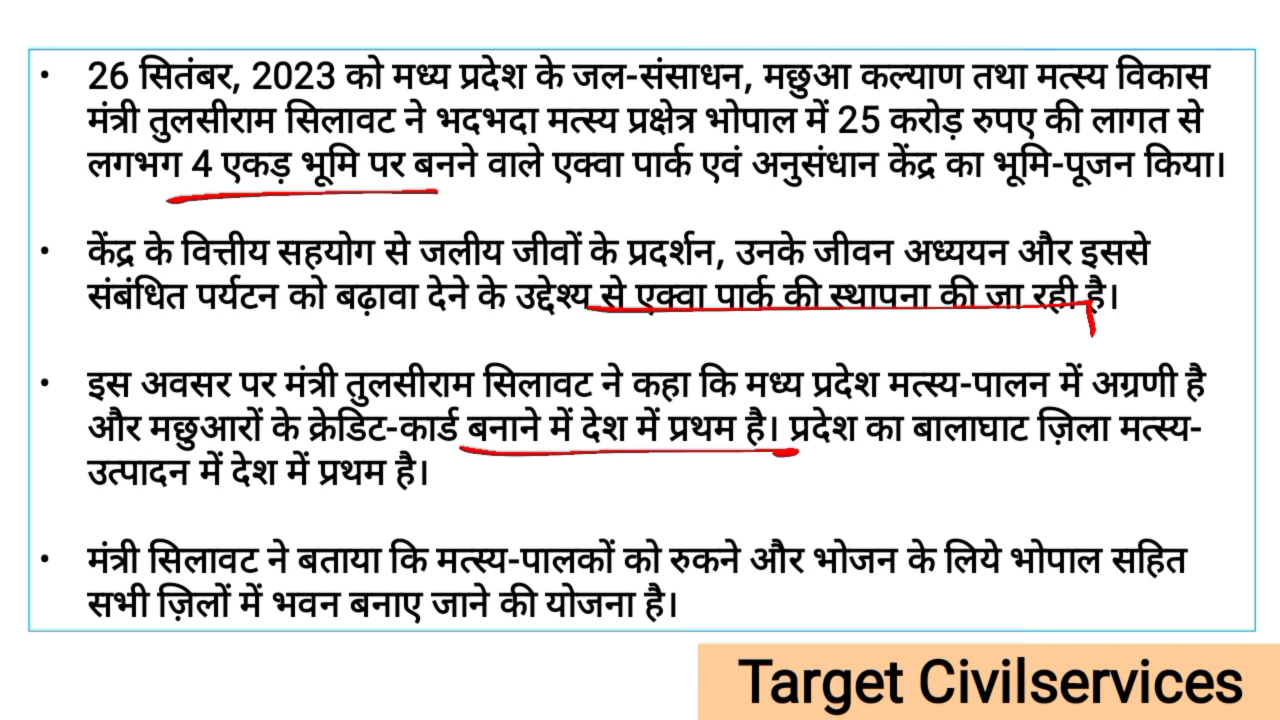 • 26 सितंबर, 2023 को मध्य प्रदेश के जल-संसाधन, मछुआ कल्याण तथा मत्स्य विकास
मंत्री तुलसीराम सिलावट ने भदभदा मत्स्य प्रक्षेत्र भोपाल में 25 करोड़ रुपए की लागत से
लगभग 4 एकड़ भूमि पर बनने वाले एक्वा पार्क एवं अनुसंधान केंद्र का भूमि-पूजन किया।
• केंद्र के वित्तीय सहयोग से जलीय जीवों के प्रदर्शन, उनके जीवन अध्ययन और इससे
संबंधित पर्यटन को बढ़ावा देने के उद्देश्य से एक्वा पार्क की स्थापना की जा रही है।
• इस अवसर पर मंत्री तुलसीराम सिलावट ने कहा कि मध्य प्रदेश मत्स्य-पालन में अग्रणी है
और मछुआरों के क्रेडिट-कार्ड बनाने में देश में प्रथम है। प्रदेश का बालाघाट ज़िला मत्स्य-
उत्पादन में देश में प्रथम है।
• मंत्री सिलावट ने बताया कि मत्स्य-पालकों को रुकने और भोजन के लिये भोपाल सहित
सभी ज़िलों में भवन बनाए जाने की योजना है।
Target Civilservices